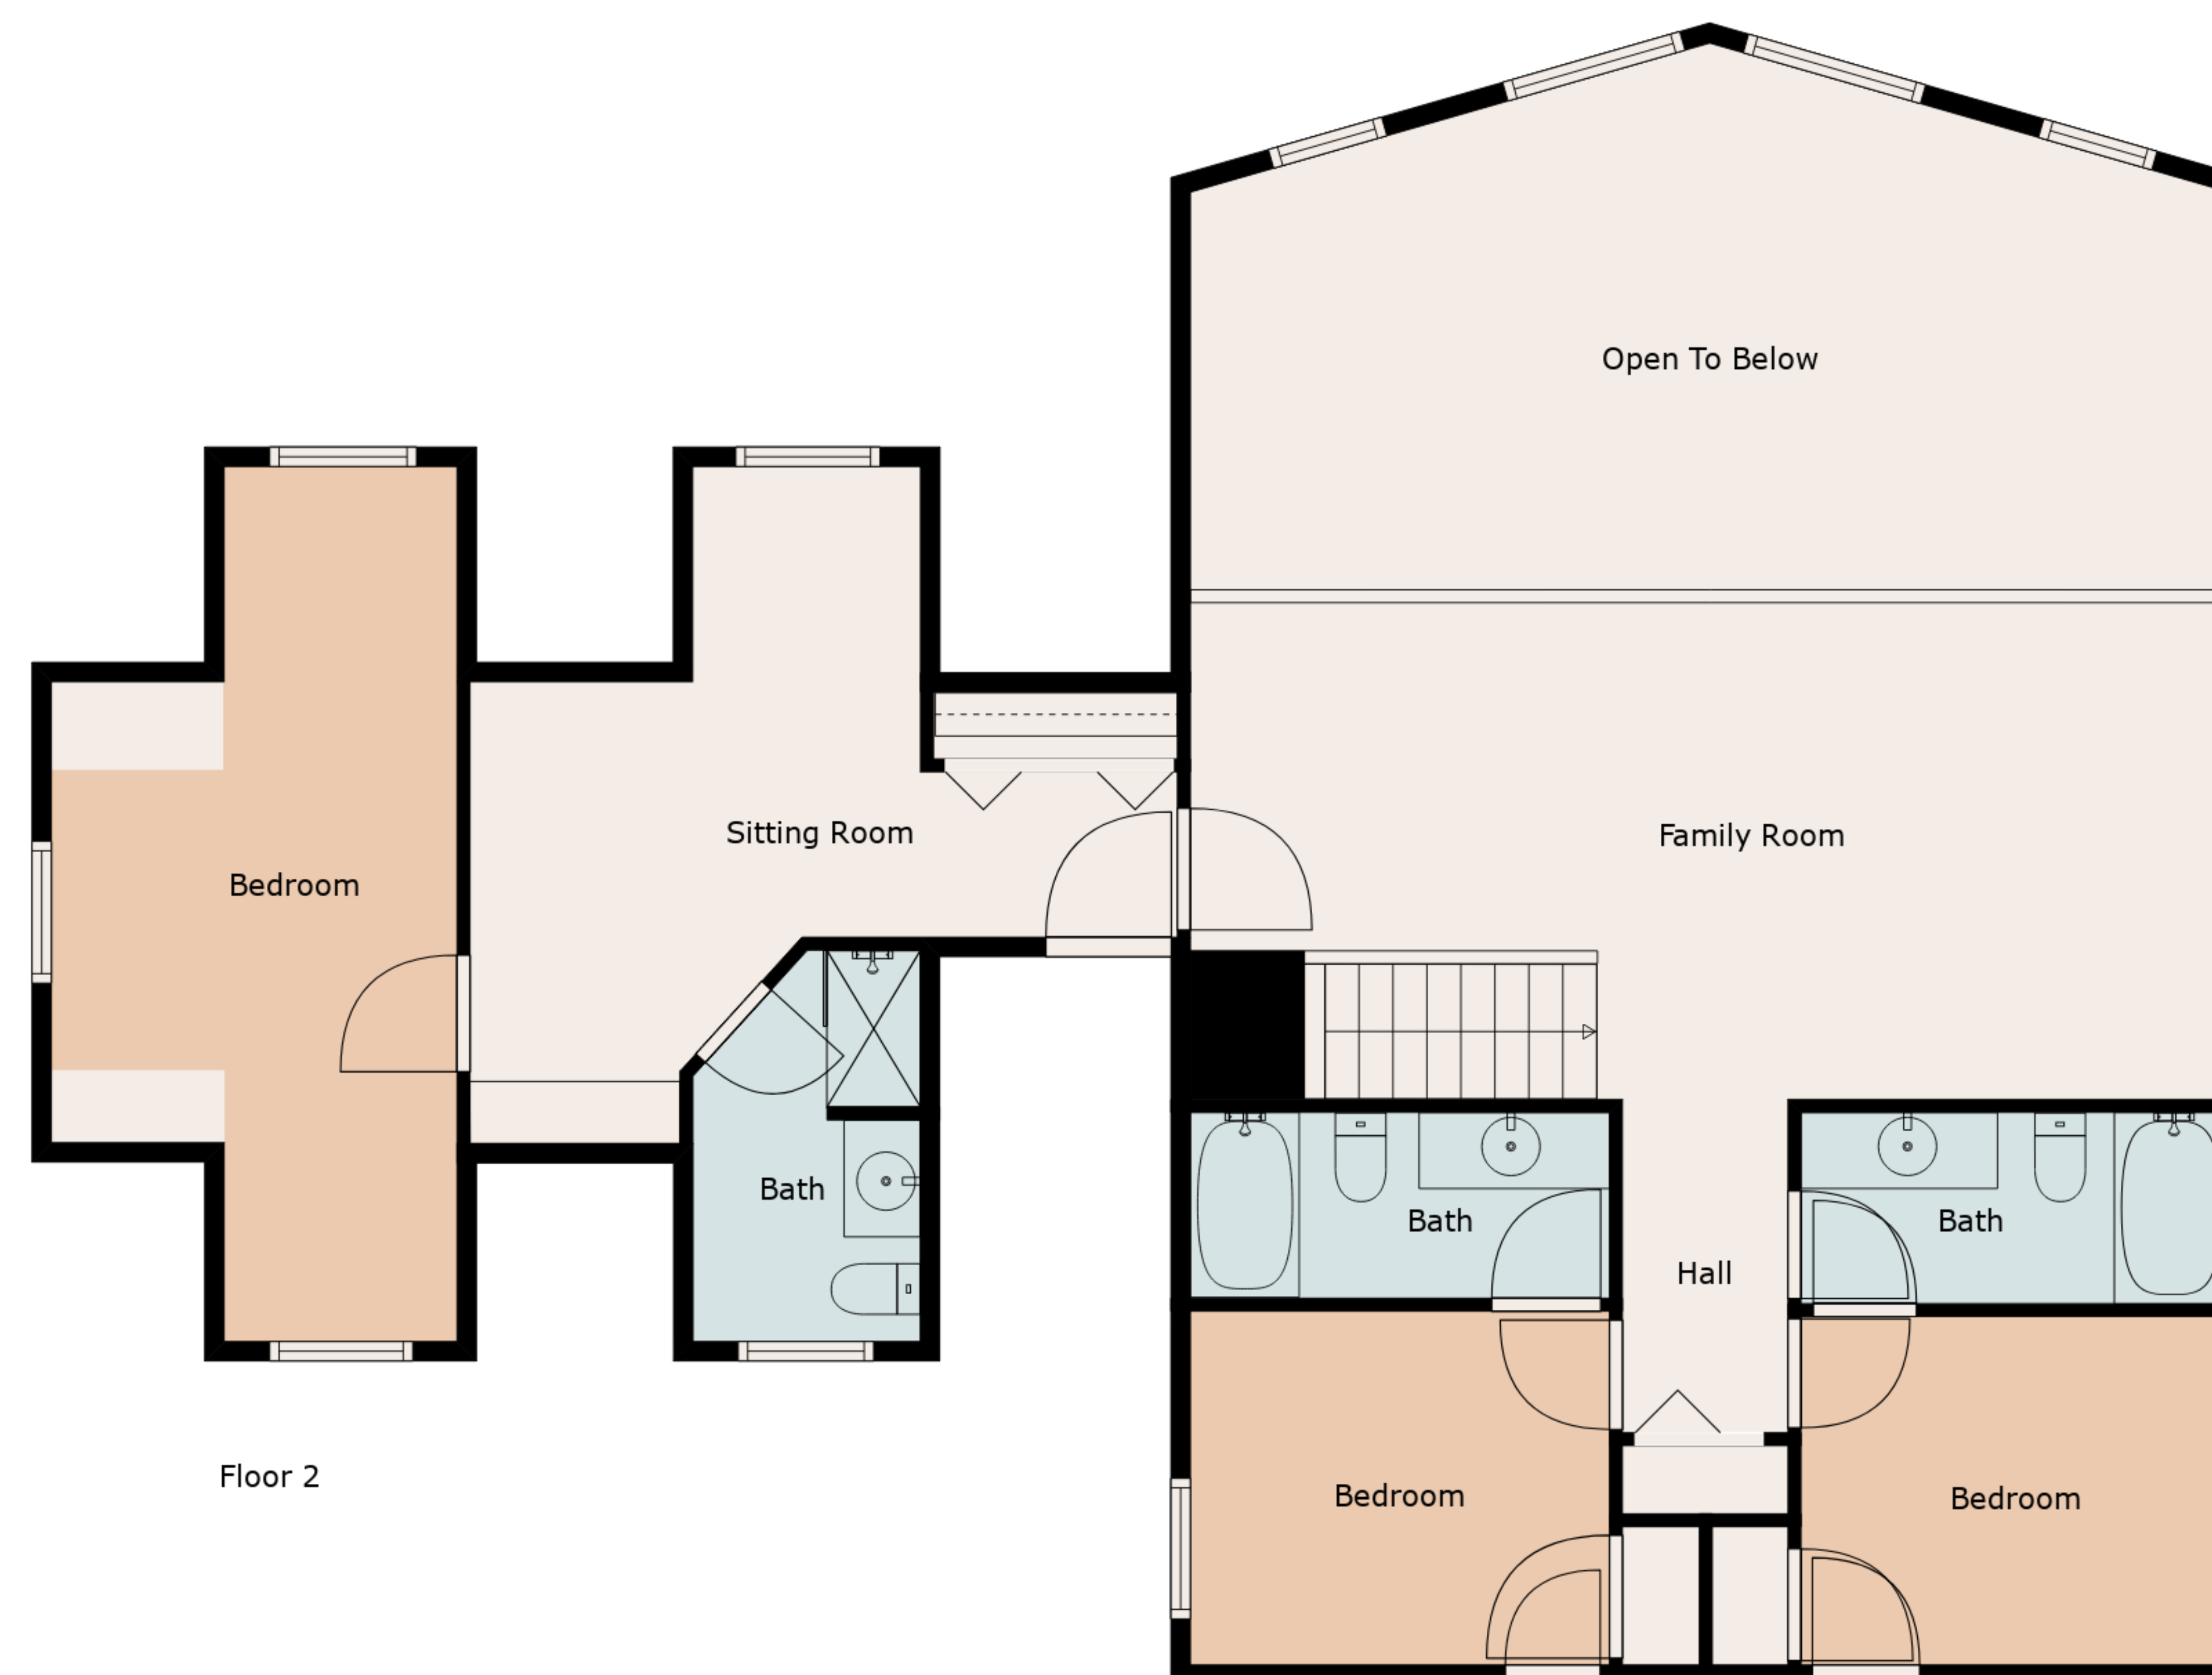 Open To Below
Sitting Room
Family Room
Bedroom
Bath
Bath
Bath
Hall
Floor 2
Bedroom
Bedroom